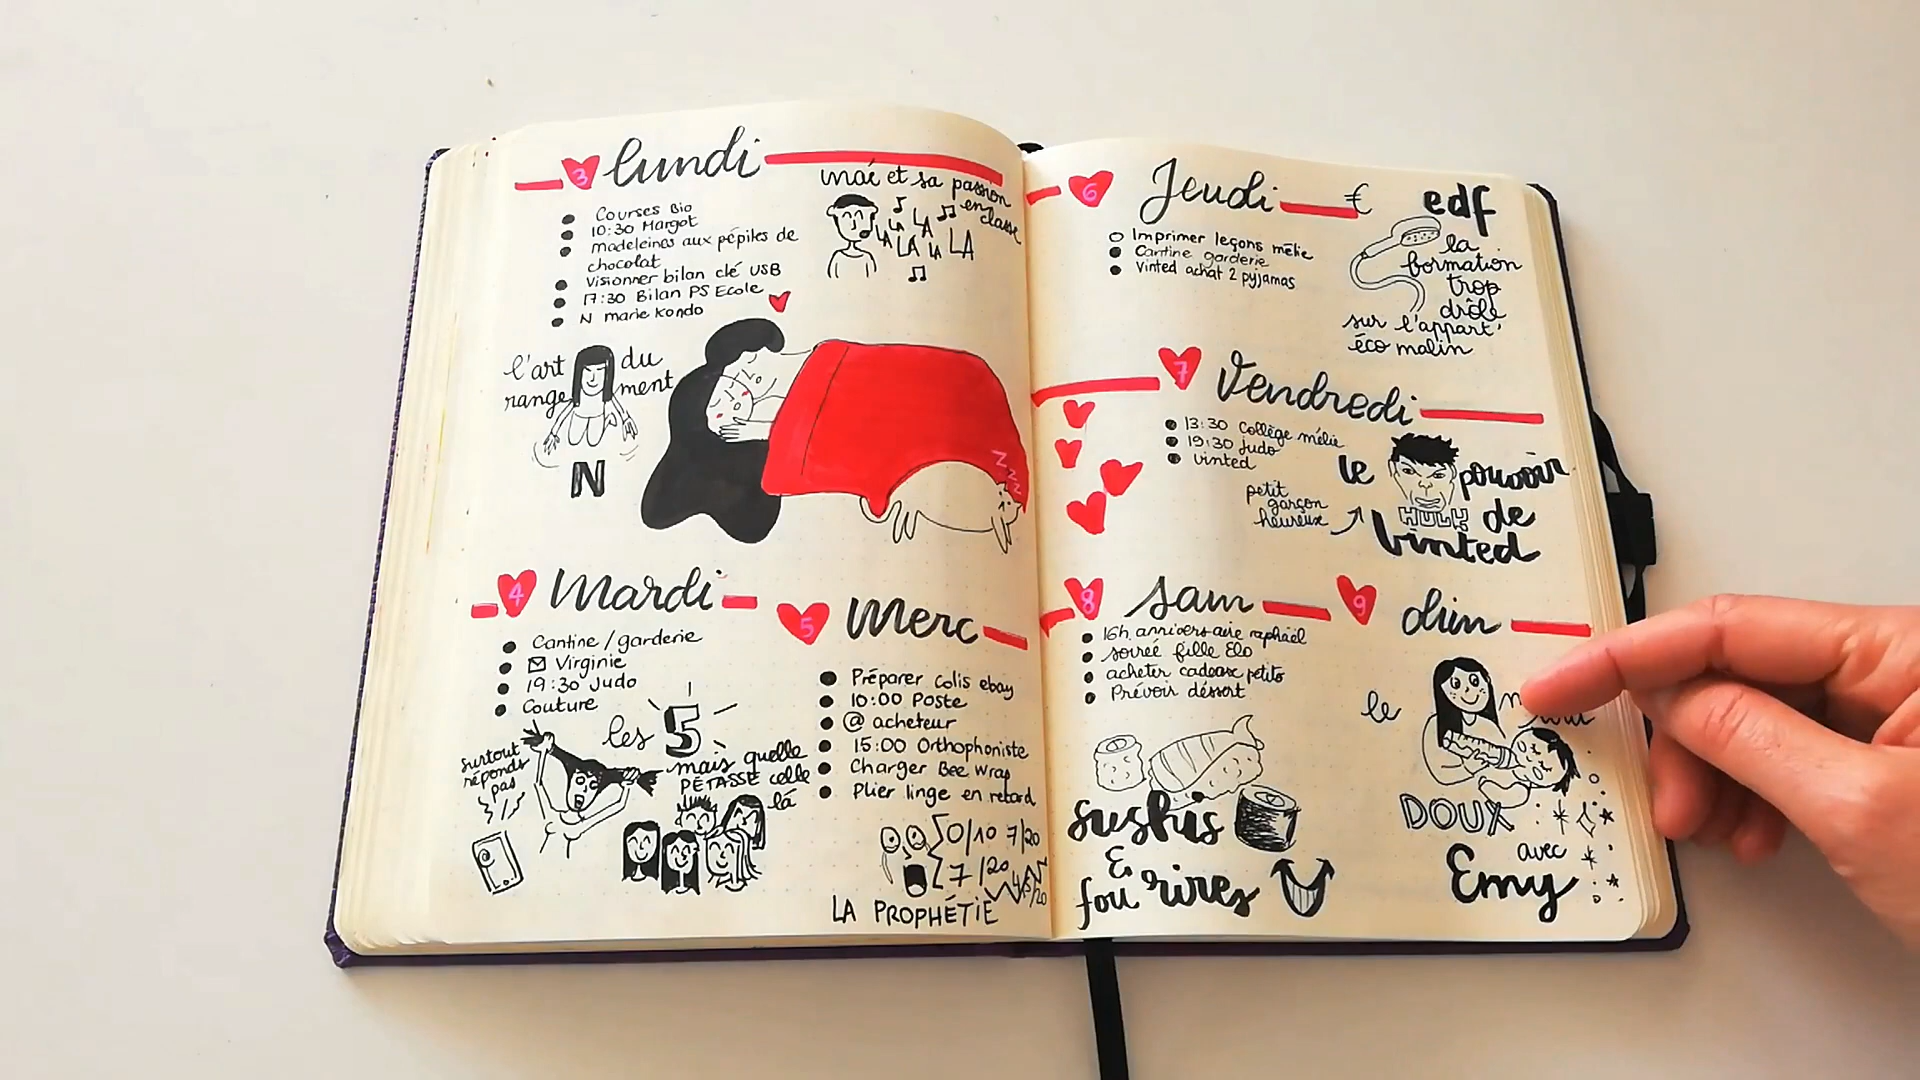 3 lundi
Courses Bio
10:30 Margot
madeleines aux pépites de
chocolat
Visionner bilan clé USB
17:30 Bilan PS Ecole
N marie kondo
maé et sa passion
en classe
LA LA LA LA LA LA
l'art du
rangement
N
Z Z Z
4 Mardi
Cantine / garderie
Virginie
19:30 Judo
Couture
surtout
réponds
pas
les 5
mais quelle
PÉTASSE celle
là
5 Merc
Préparer colis ebay
10:00 Poste
@ acheteur
15:00 Orthophoniste
Charger Bee Wrap
Plier linge en retard
0/10 7/20
7/20
LA PROPHÉTIE
6 Jeudi €
Imprimer leçons mélie
Cantine garderie
Vinted achat 2 pyjamas
edf
la
formation
trop
drôle
sur l'appart'
éco malin
7 Vendredi
13:30 Collège mélie
19:30 Judo
vinted
petit
garçon
heureux
le pouvoir
HULK de
Vinted
8 sam
16h anniversaire raphaël
soirée fille Elo
acheter cadeaux petits
Prévoir déssert
sushis
& fou rires
9 dim
le
DOUX
avec
Emy